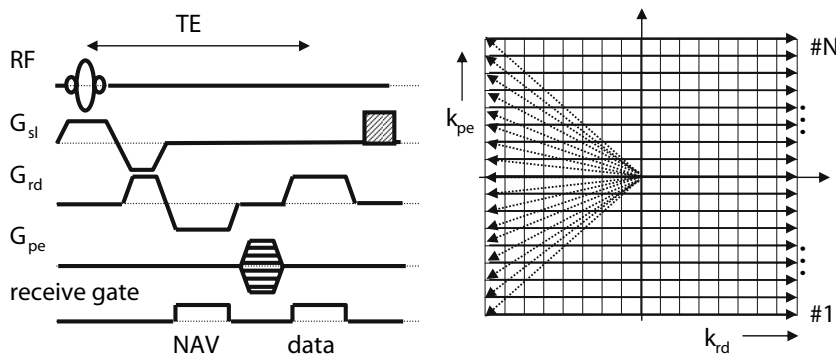 TE
RF
G_sl
G_rd
G_pe
receive gate
NAV data
#N
k_pe
#1
k_rd